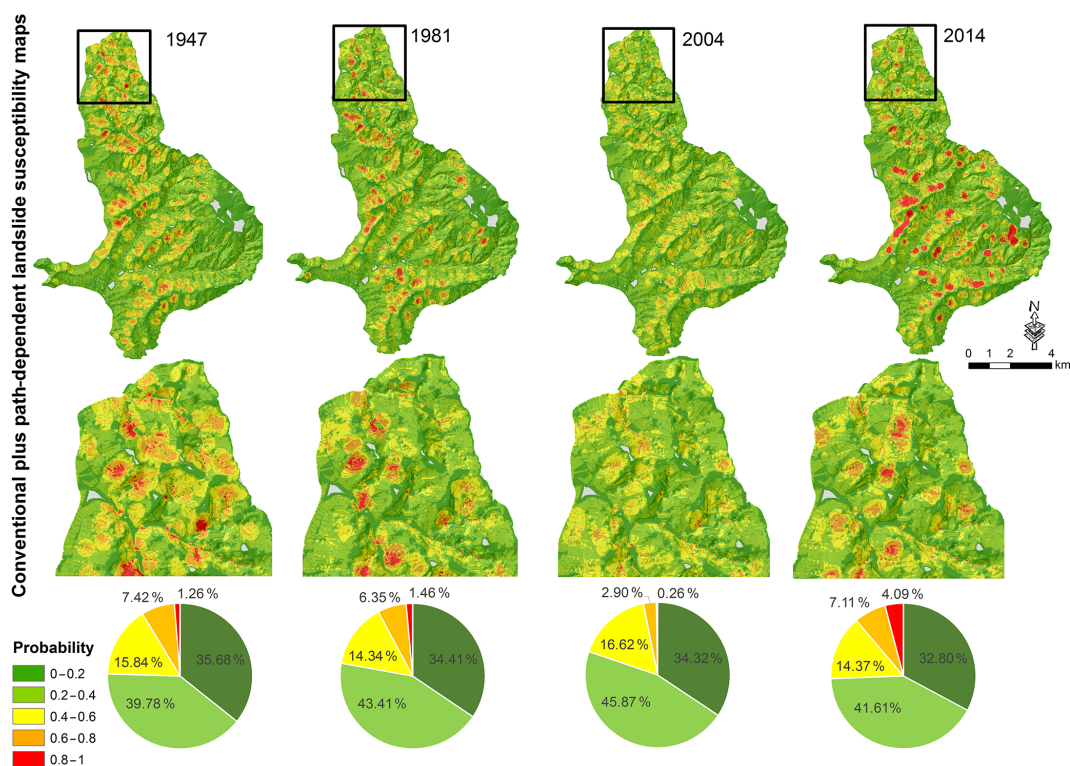 Conventional plus path-dependent landslide susceptibility maps
1947
1981
2004
2014
N
0 1 2 4
km
7.42 % 1.26 %
15.84 % 35.68 %
39.78 %
6.35 % 1.46 %
14.34 % 34.41 %
43.41 %
2.90 % 0.26 %
16.62 % 34.32 %
45.87 %
7.11 % 4.09 %
14.37 % 32.80 %
41.61%
Probability
0–0.2
0.2–0.4
0.4–0.6
0.6–0.8
0.8–1